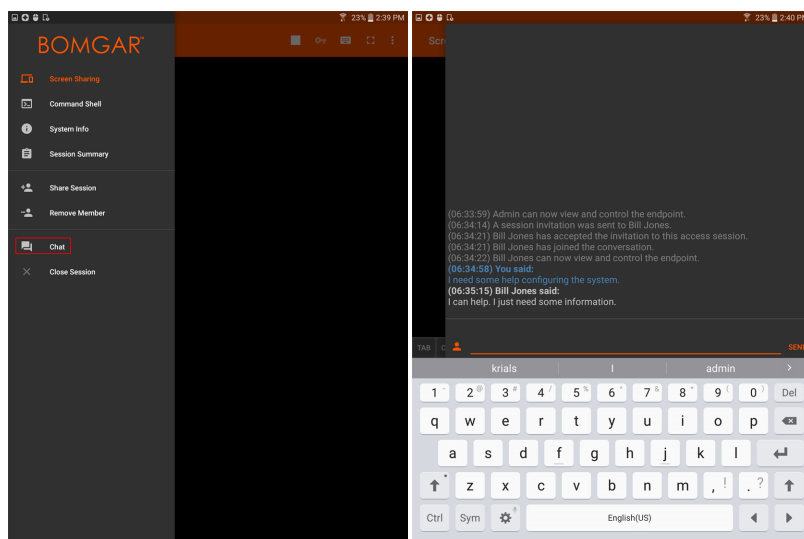 23% 2:39 PM
BOMGAR™
Screen Sharing
Command Shell
System Info
Session Summary
Share Session
Remove Member
Chat
Close Session
23% 2:40 PM
Scr
(06:33:59) Admin can now view and control the endpoint.
(06:34:14) A session invitation was sent to Bill Jones.
(06:34:21) Bill Jones has accepted the invitation to this access session.
(06:34:21) Bill Jones has joined the conversation.
(06:34:22) Bill Jones can now view and control the endpoint.
(06:34:58) You said:
I need some help configuring the system.
(06:35:15) Bill Jones said:
I can help. I just need some information.
TAB C SEND
krials I admin >
1 - 2 @ 3 # 4 / 5 % 6 ^ 7 & 8 * 9 ( 0 ) Del
q w e r t y u i o p
a s d f g h j k l
z x c v b n m , ! . ?
Ctrl Sym English(US)